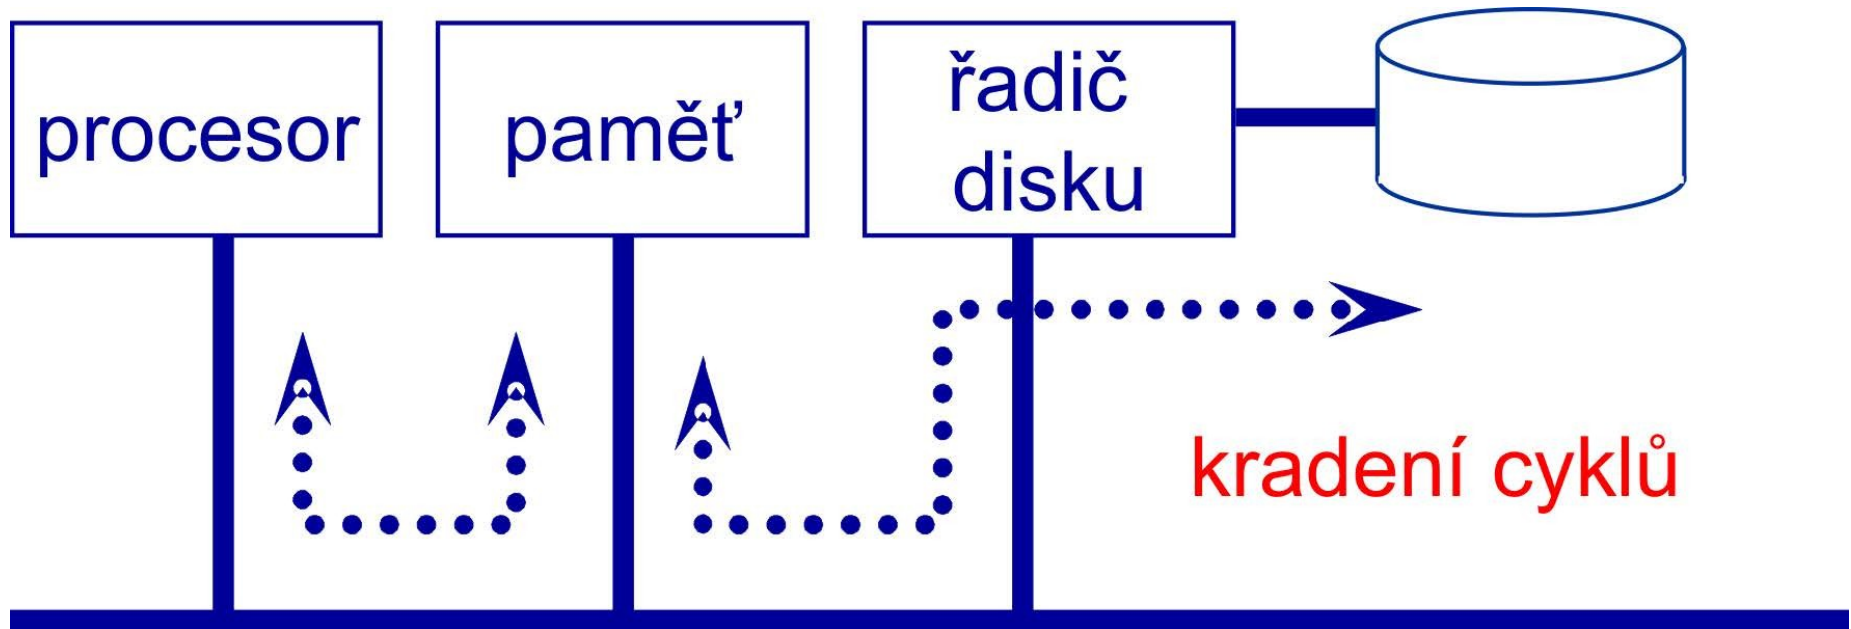 procesor
paměť
řadič
disku
kradení cyklů